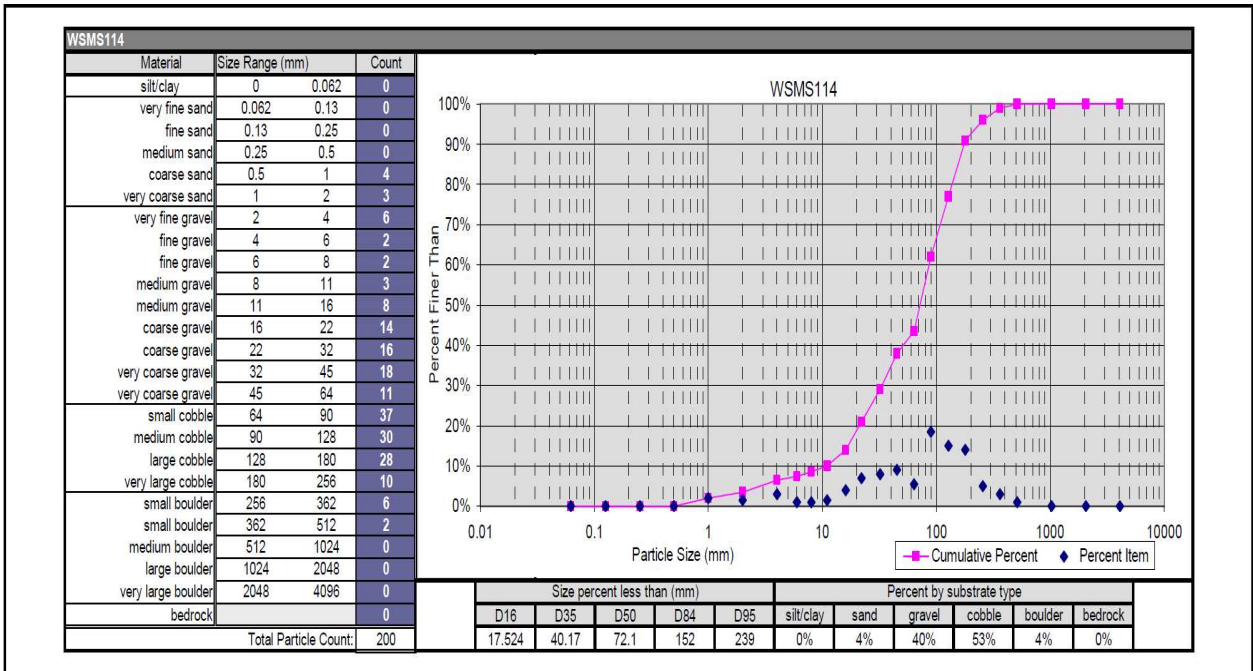 WSMS114
Material Size Range (mm) Count
silt/clay 0 0.062 0
very fine sand 0.062 0.13 0
fine sand 0.13 0.25 0
medium sand 0.25 0.5 0
coarse sand 0.5 1 4
very coarse sand 1 2 3
very fine gravel 2 4 6
fine gravel 4 6 2
fine gravel 6 8 2
medium gravel 8 11 3
medium gravel 11 16 8
coarse gravel 16 22 14
coarse gravel 22 32 16
very coarse gravel 32 45 18
very coarse gravel 45 64 11
small cobble 64 90 37
medium cobble 90 128 30
large cobble 128 180 28
very large cobble 180 256 10
small boulder 256 362 6
small boulder 362 512 2
medium boulder 512 1024 0
large boulder 1024 2048 0
very large boulder 2048 4096 0
bedrock 0
Total Particle Count: 200
WSMS114
Percent Finer Than
100%
90%
80%
70%
60%
50%
40%
30%
20%
10%
0%
0.01 0.1 1 10 100 1000 10000
Particle Size (mm)
Cumulative Percent Percent Item
Size percent less than (mm) Percent by substrate type
D16 D35 D50 D84 D95 silt/clay sand gravel cobble boulder bedrock
17.524 40.17 72.1 152 239 0% 4% 40% 53% 4% 0%